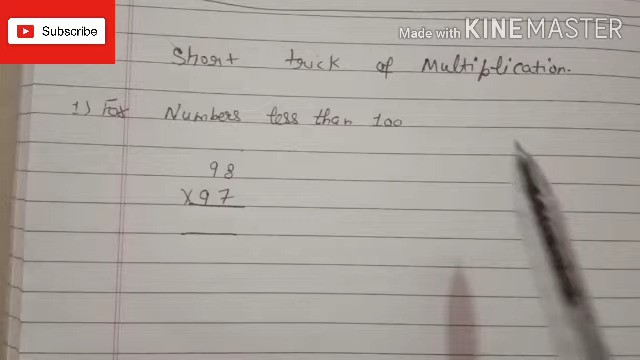 Subscribe
Made with KINEMASTER
Short trick of Multiplication.
1) For Numbers less than 100
98
X97